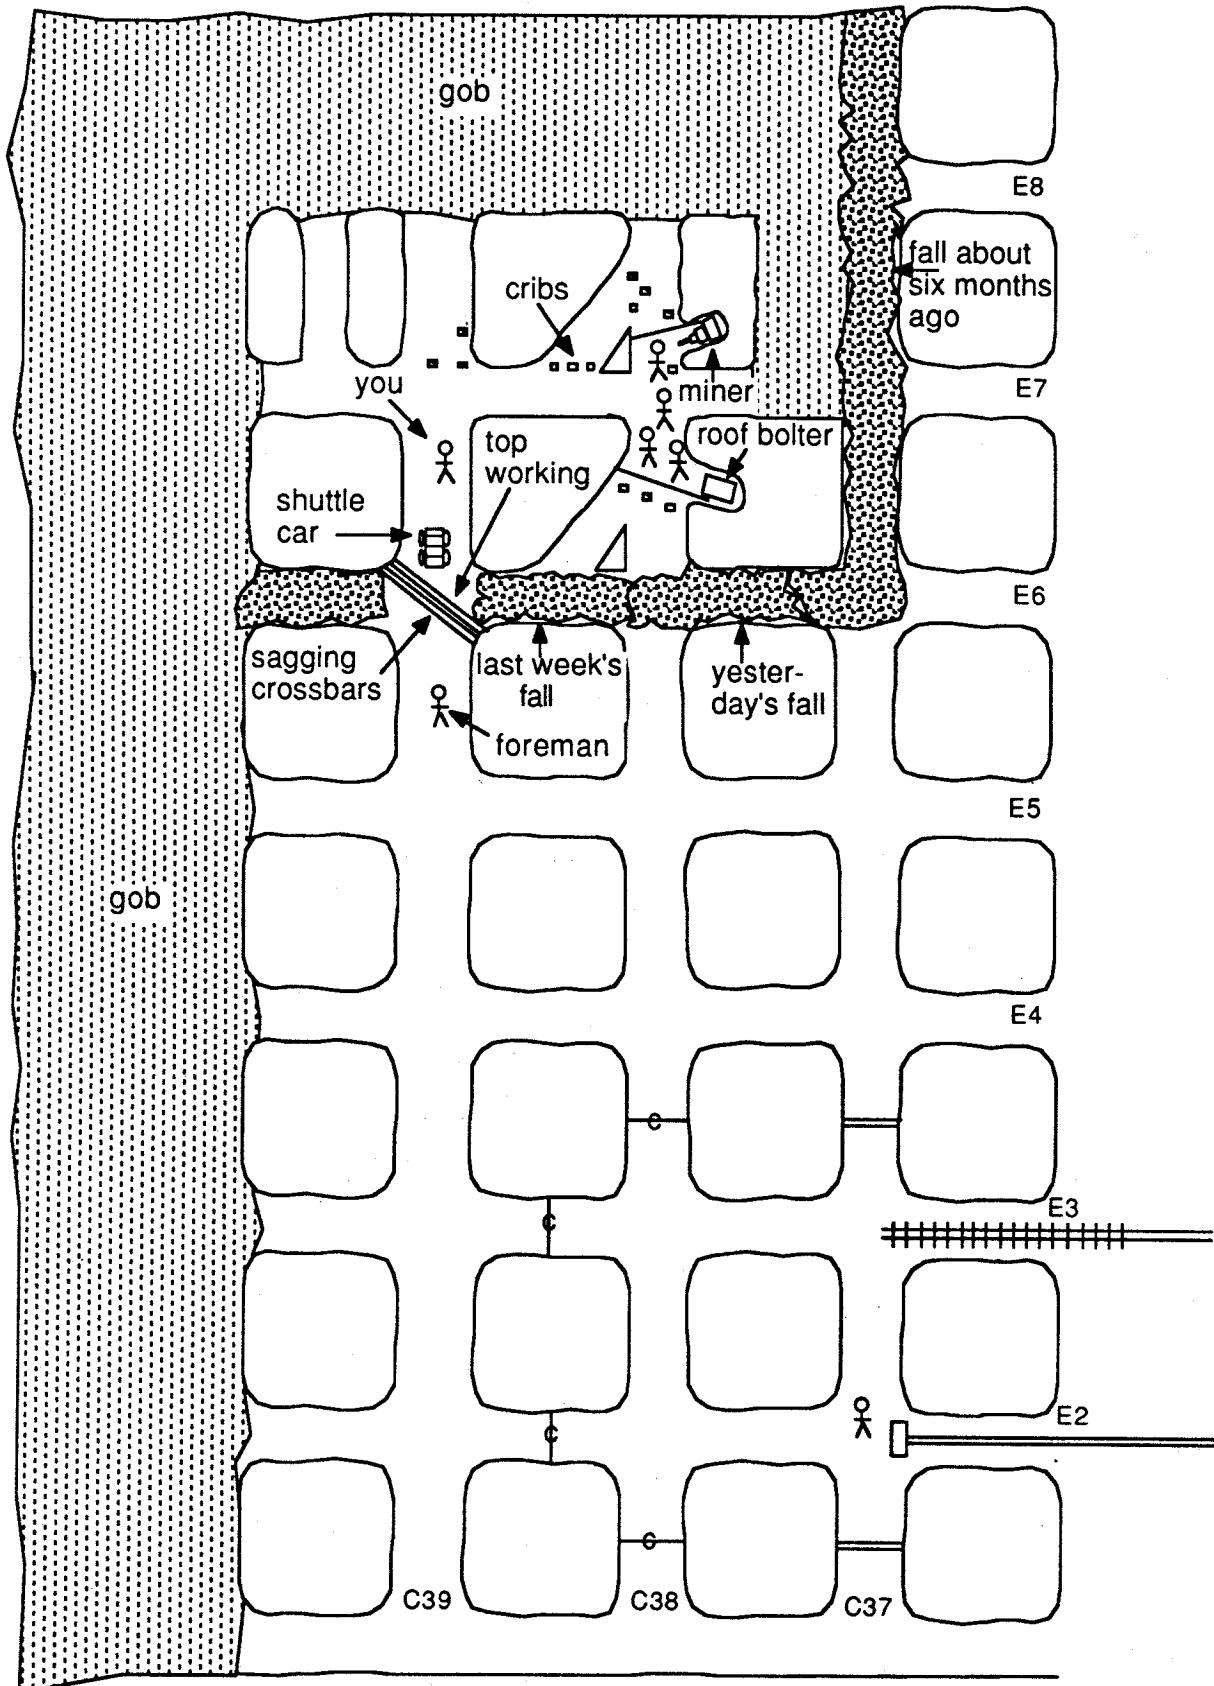 gob
E8
fall about
six months
ago
cribs
E7
you
miner
top
working
roof bolter
shuttle
car
E6
sagging
crossbars
last week's
fall
yester-
day's fall
foreman
E5
gob
E4
C
E3
C
E2
C
C
C39
C38
C37